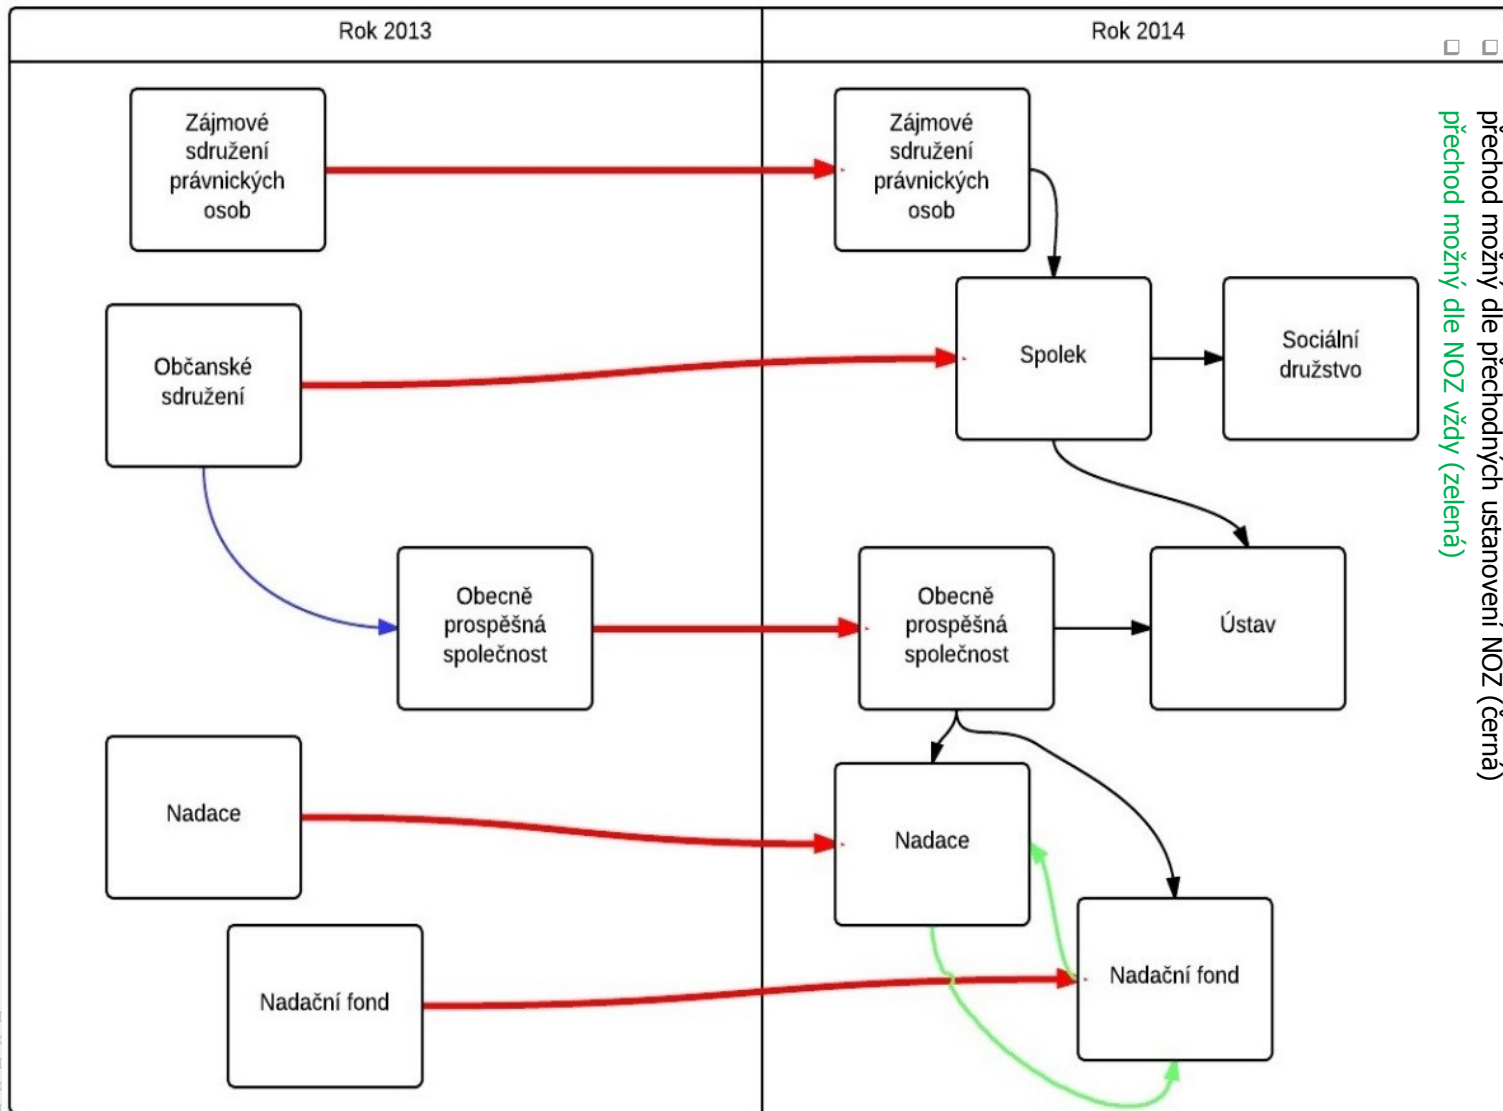 Rok 2013
Rok 2014
Zájmové
sdružení
právnických
osob
Zájmové
sdružení
právnických
osob
Občanské
sdružení
Spolek
Sociální
družstvo
Obecně
prospěšná
společnost
Obecně
prospěšná
společnost
Ústav
Nadace
Nadace
Nadační fond
Nadační fond
přechod možný dle přechodných ustanovení NOZ (černá)
přechod možný dle NOZ vždy (zelená)